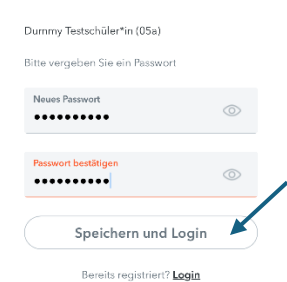 Dummy Testschüler*in (05a)
Bitte vergeben Sie ein Passwort
Neues Passwort
●●●●●●●●●●
Passwort bestätigen
●●●●●●●●●●
Speichern und Login
Bereits registriert? Login